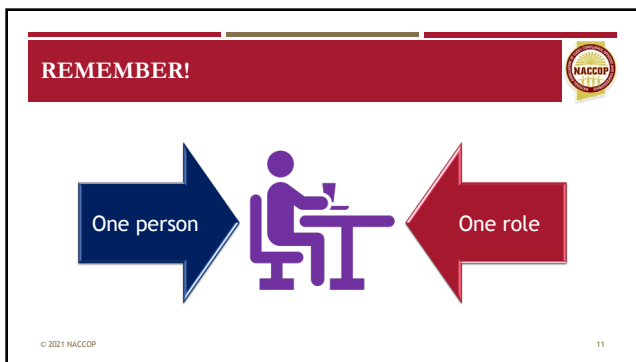 REMEMBER!
NACCOP
One person
One role
© 2021 NACCOP
11